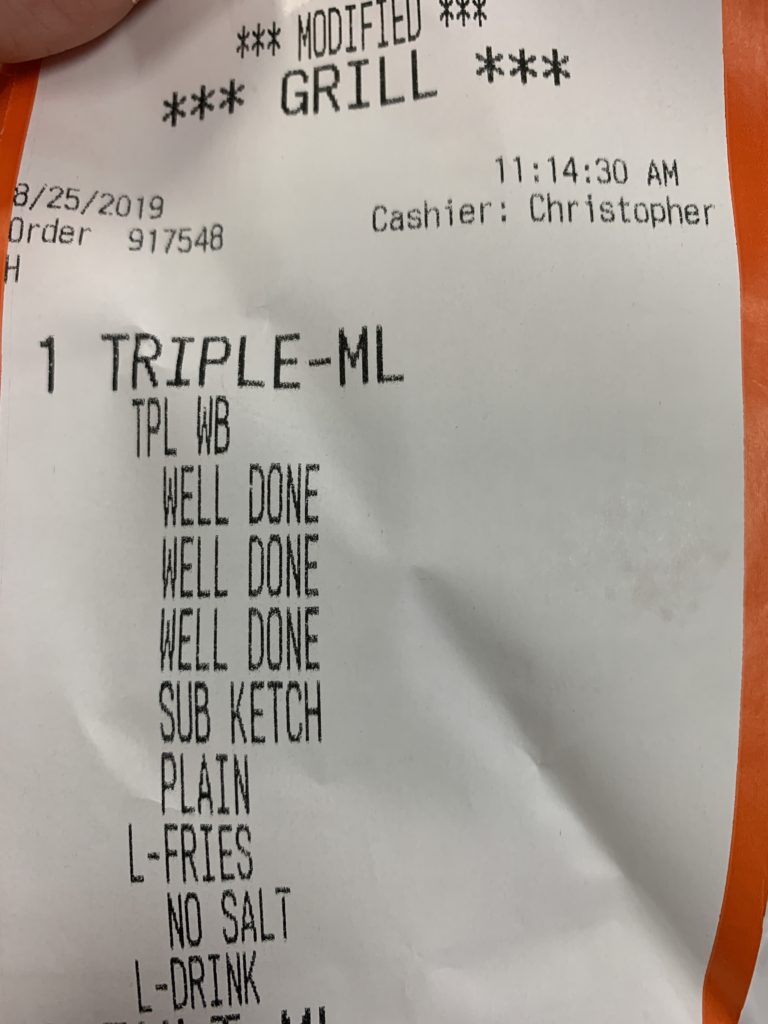 *** MODIFIED ***
*** GRILL ***
11:14:30 AM
8/25/2019
Cashier: Christopher
Order 917548
H
1 TRIPLE-ML
TPL WB
WELL DONE
WELL DONE
WELL DONE
SUB KETCH
PLAIN
L-FRIES
NO SALT
L-DRINK